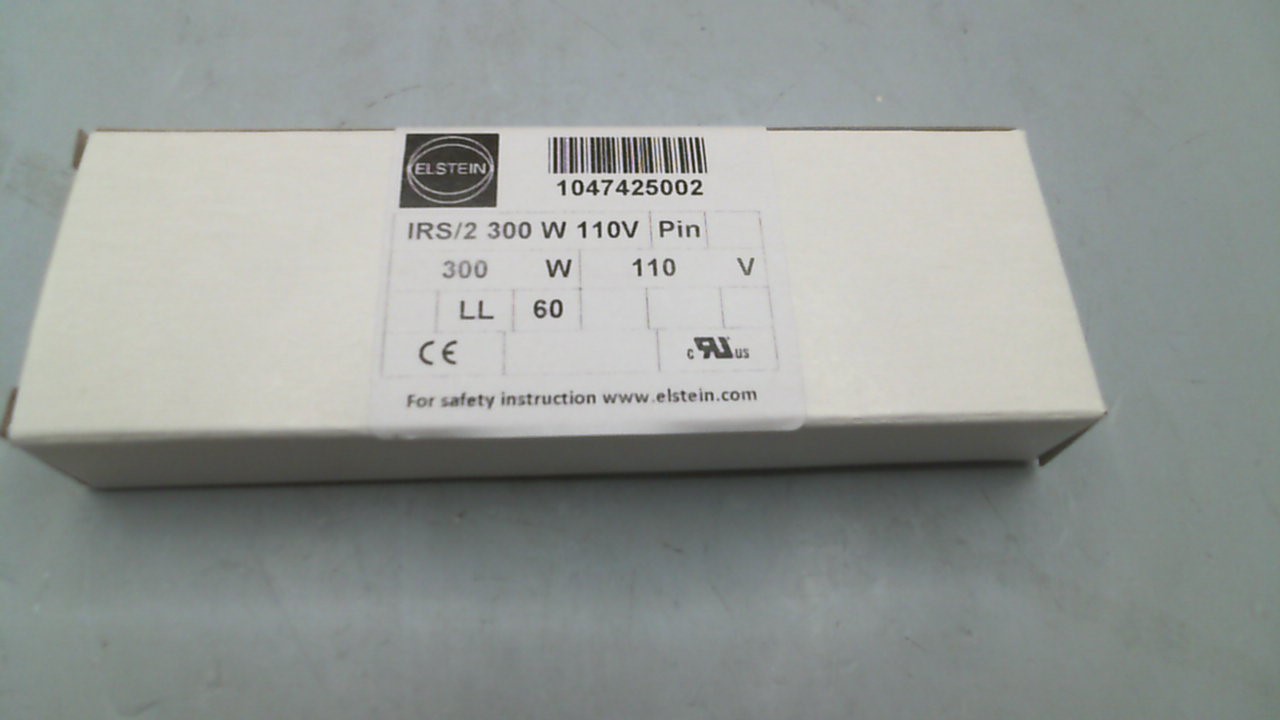 ELSTEIN
1047425002
IRS/2 300 W 110V Pin
300 W 110 V
LL 60
CE
c RU us
For safety instruction www.elstein.com